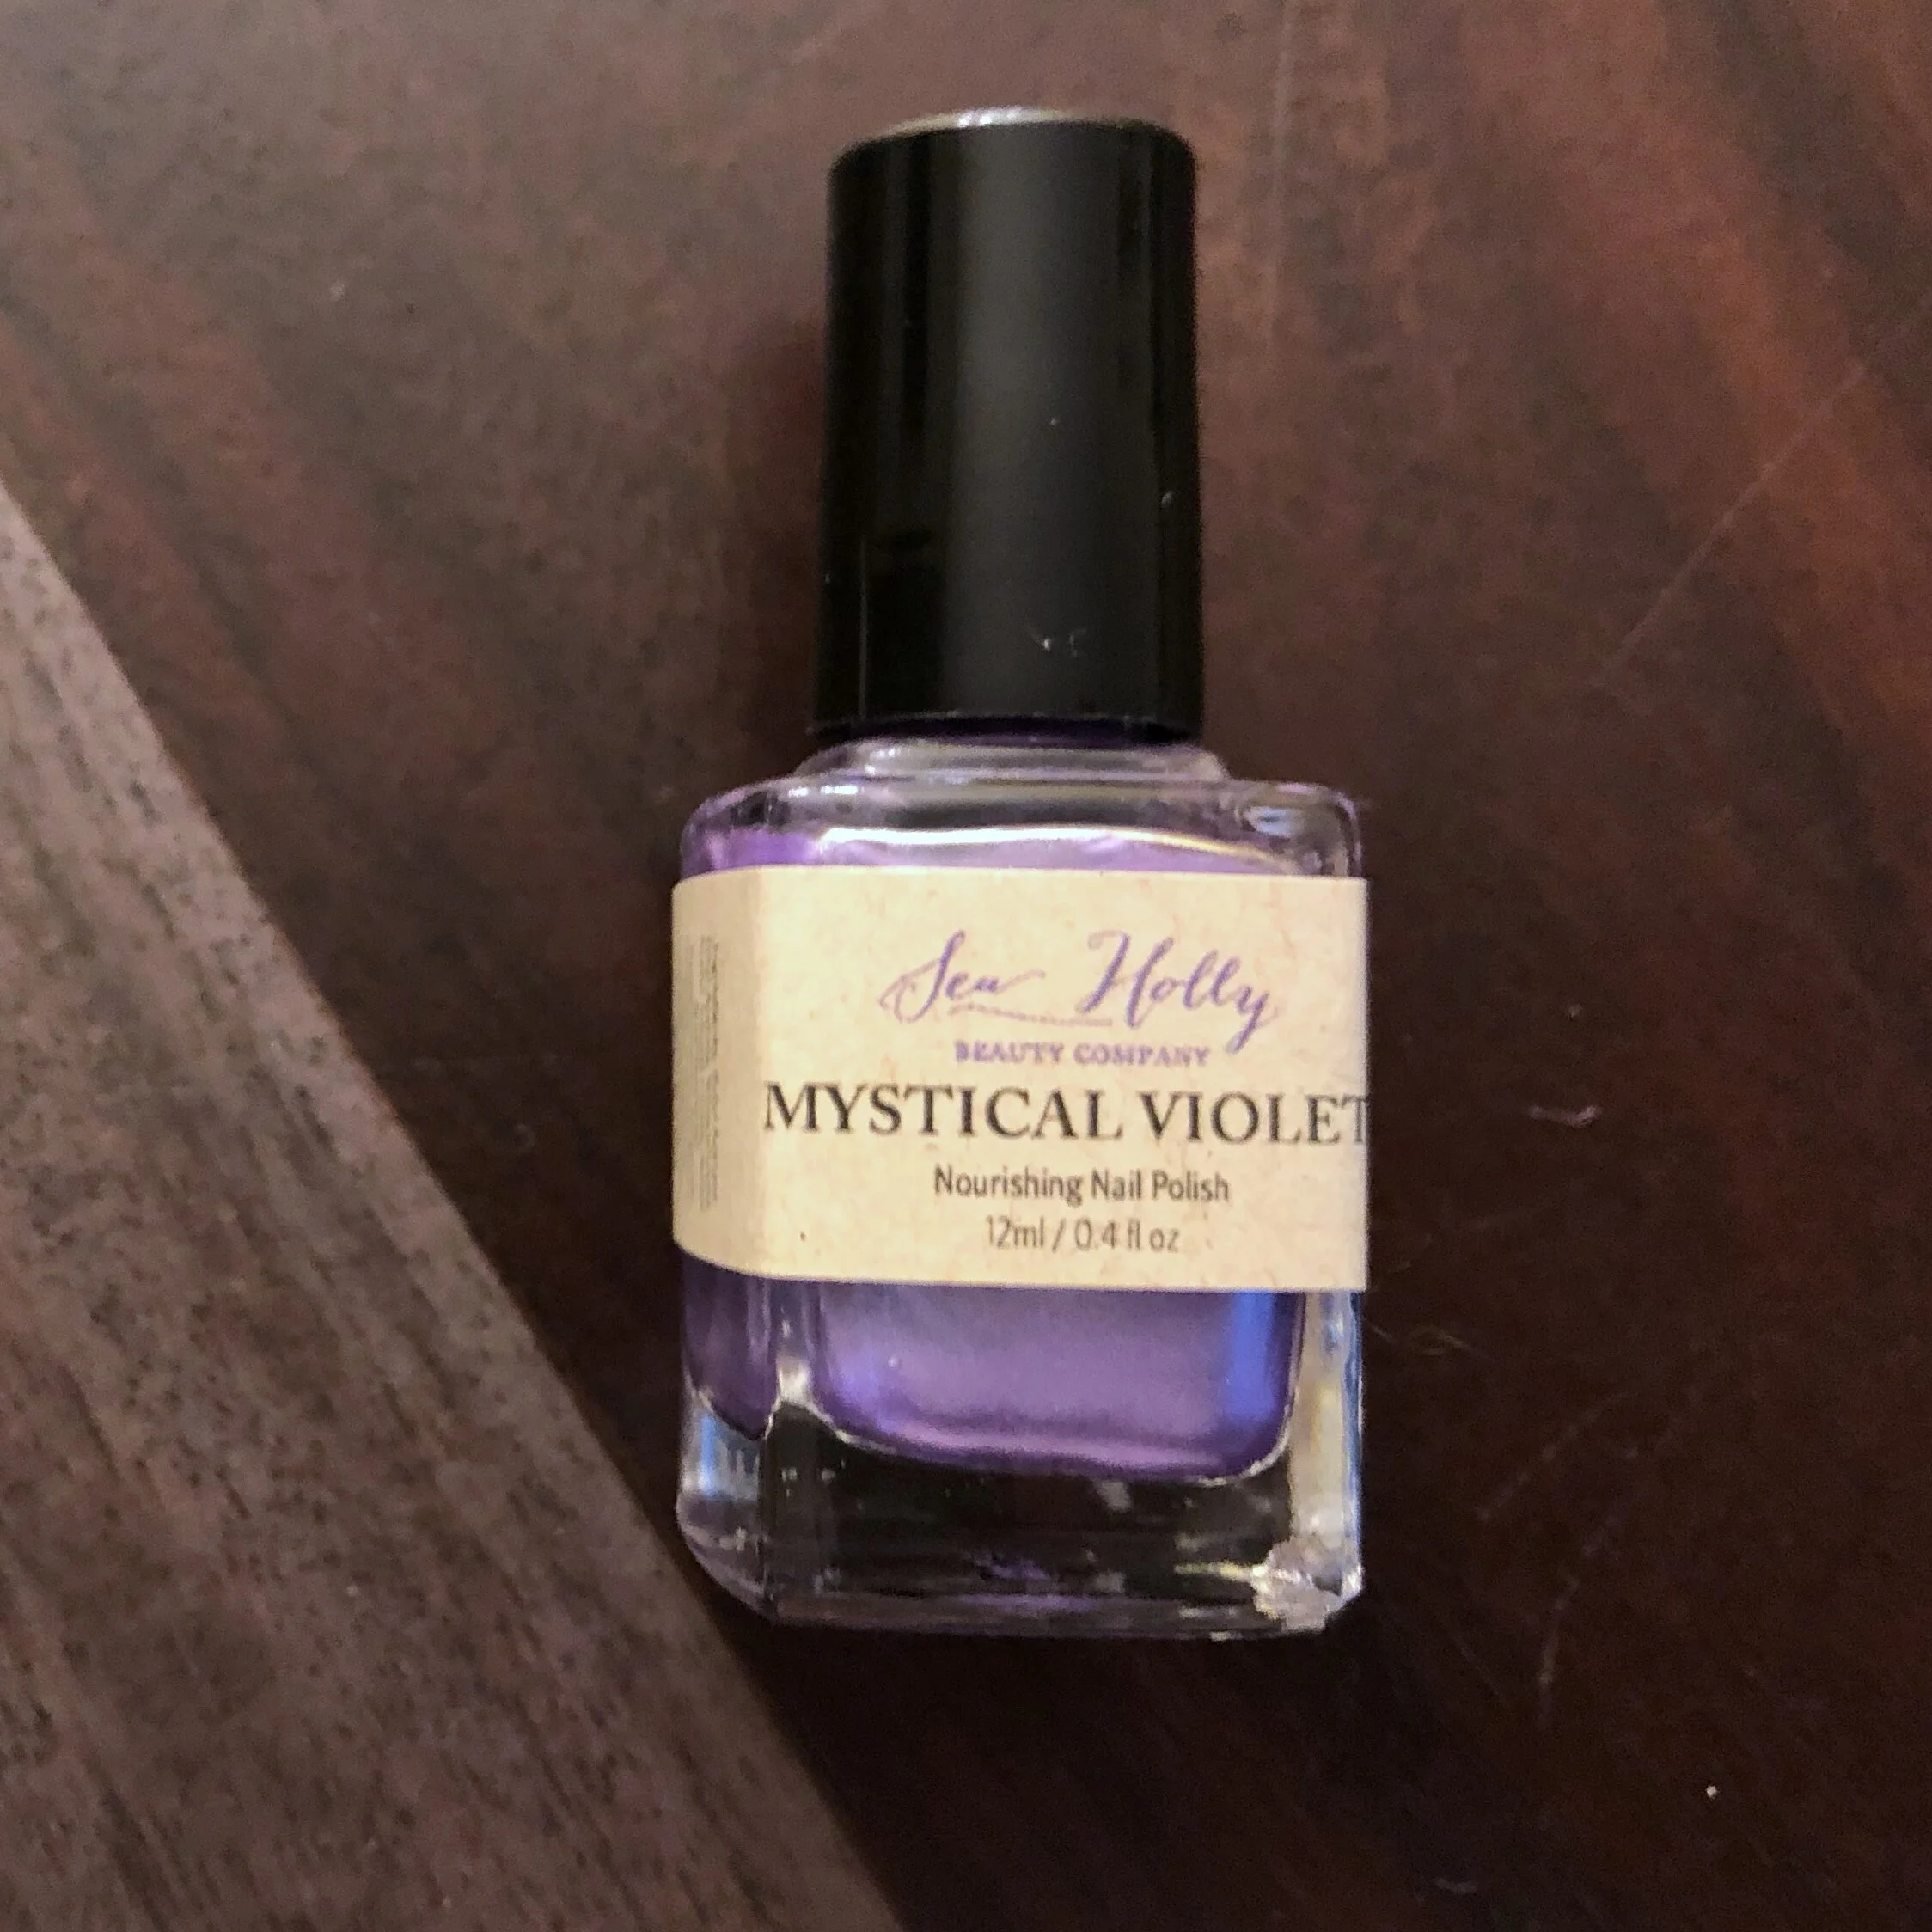 Sea Holly
BEAUTY COMPANY
MYSTICAL VIOLET
Nourishing Nail Polish
12ml / 0.4 fl oz